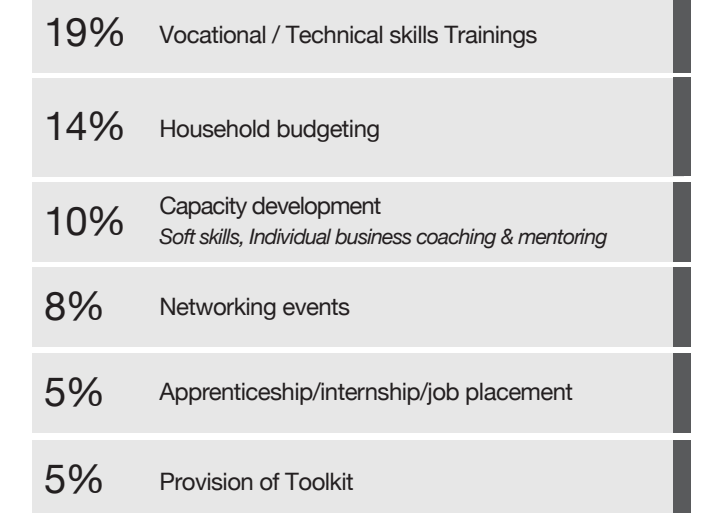 19% Vocational / Technical skills Trainings
14% Household budgeting
10% Capacity development
Soft skills, Individual business coaching & mentoring
8% Networking events
5% Apprenticeship/internship/job placement
5% Provision of Toolkit